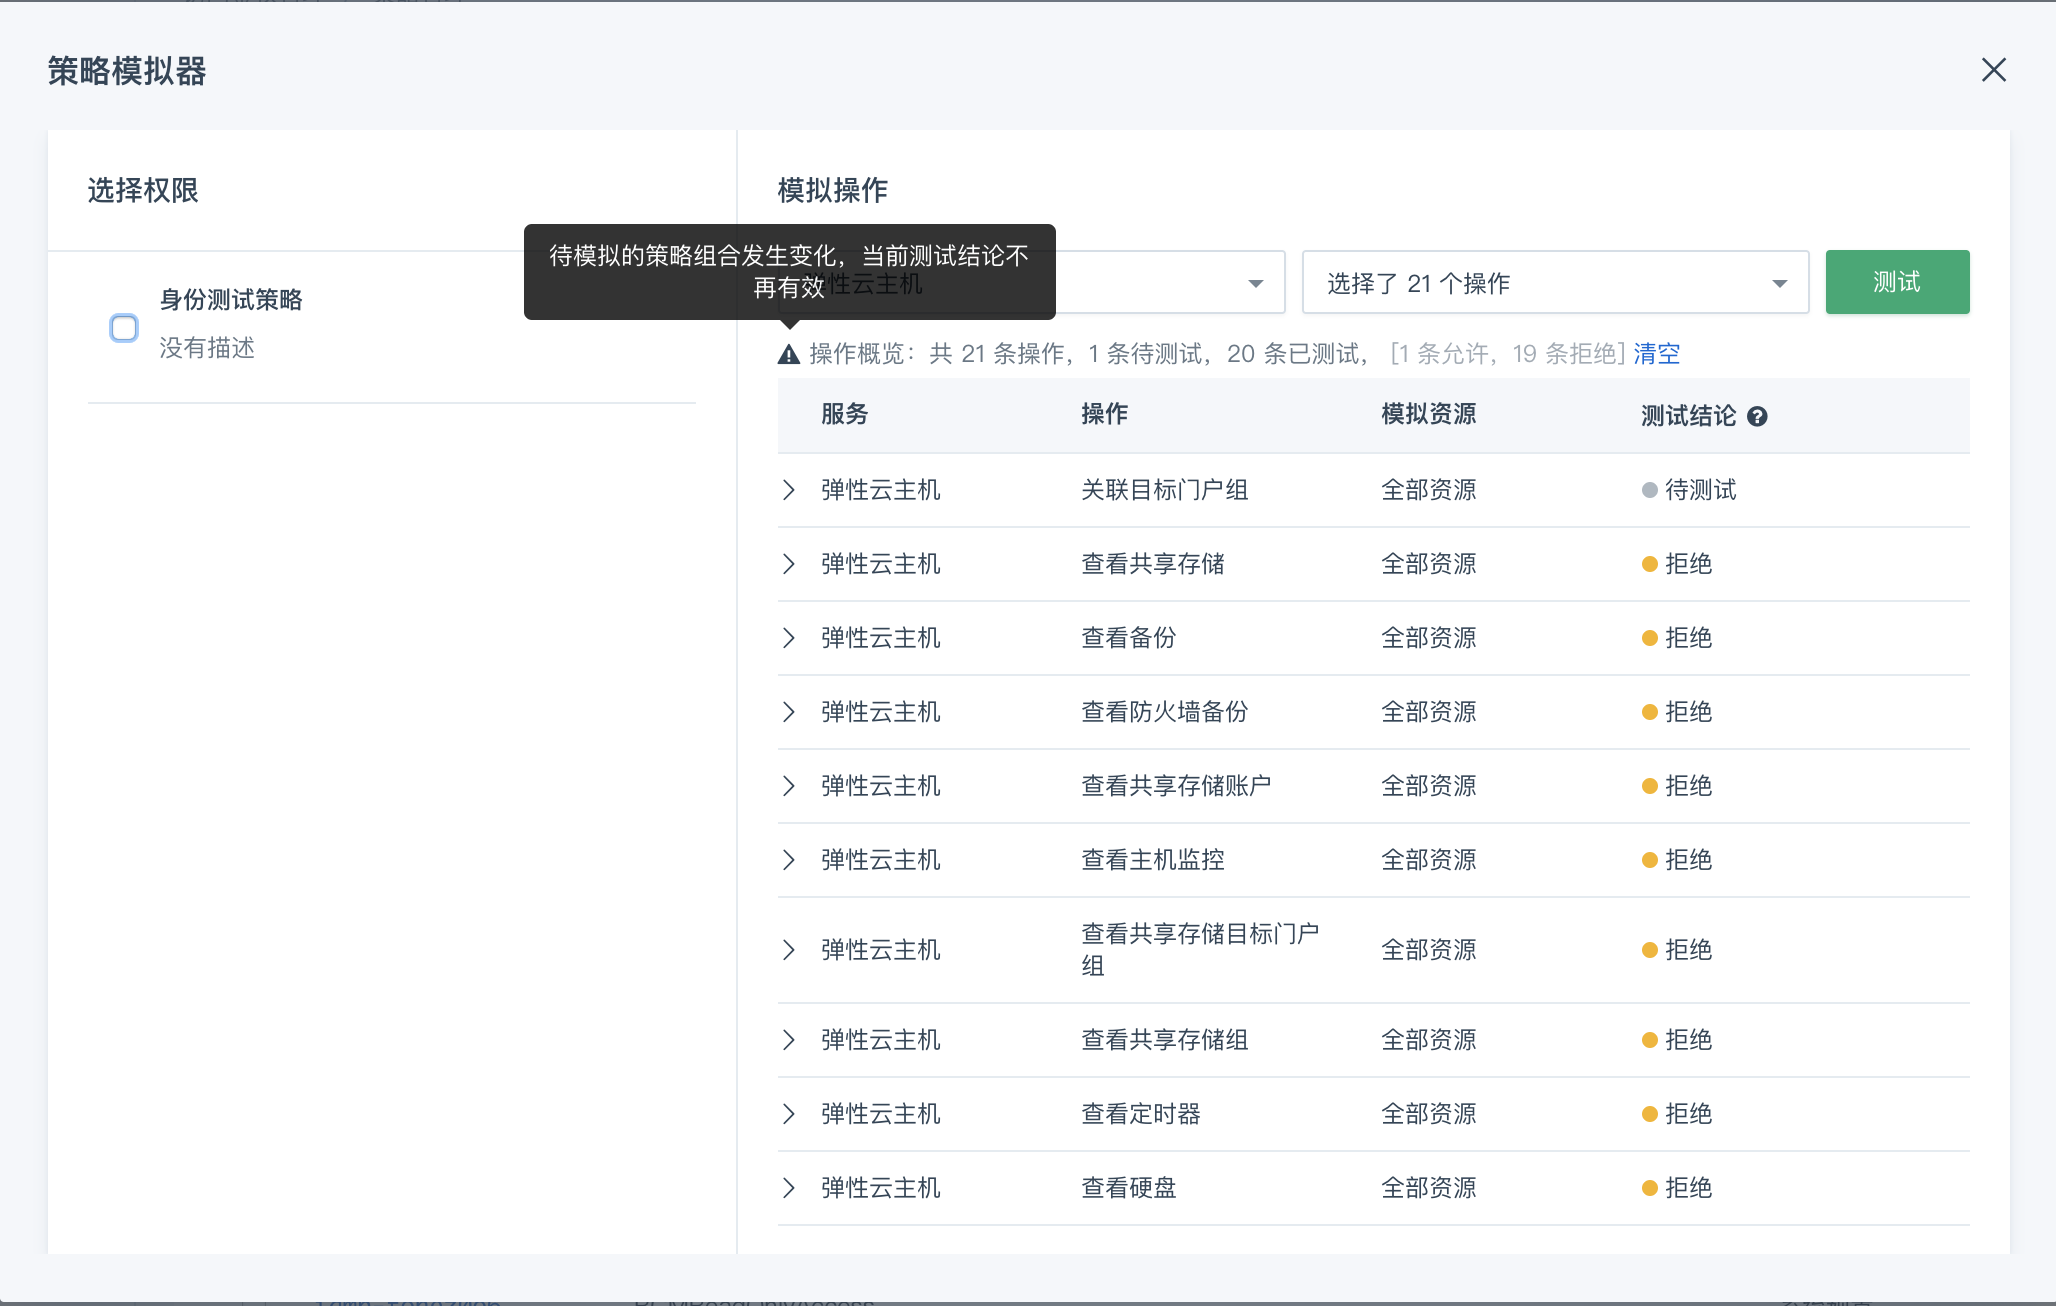 策略模拟器
选择权限
身份测试策略
没有描述
模拟操作
待模拟的策略组合发生变化，当前测试结论不
再有效
弹性云主机
选择了 21 个操作
测试
操作概览：共 21 条操作，1 条待测试，20 条已测试， [1 条允许，19 条拒绝] 清空
服务 操作 模拟资源 测试结论
弹性云主机 关联目标门户组 全部资源 待测试
弹性云主机 查看共享存储 全部资源 拒绝
弹性云主机 查看备份 全部资源 拒绝
弹性云主机 查看防火墙备份 全部资源 拒绝
弹性云主机 查看共享存储账户 全部资源 拒绝
弹性云主机 查看主机监控 全部资源 拒绝
弹性云主机 查看共享存储目标门户
组 全部资源 拒绝
弹性云主机 查看共享存储组 全部资源 拒绝
弹性云主机 查看定时器 全部资源 拒绝
弹性云主机 查看硬盘 全部资源 拒绝